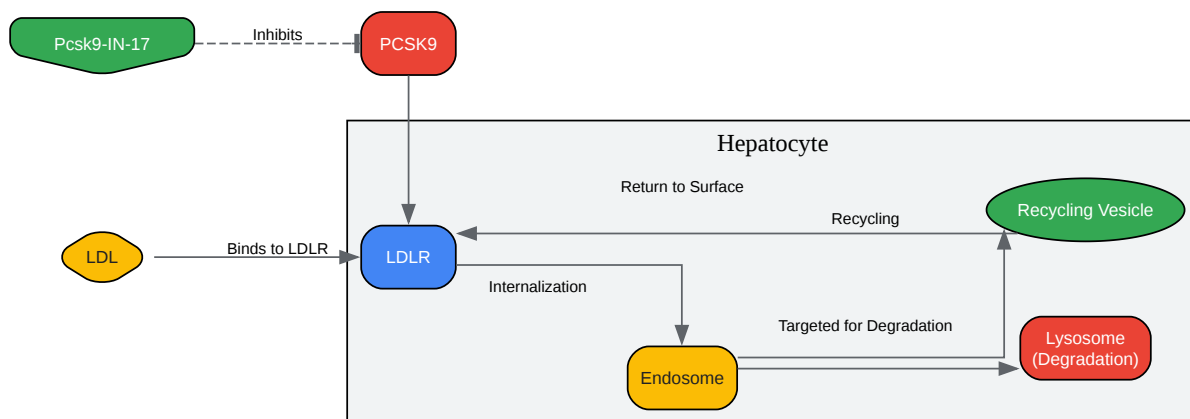 Pcsk9-IN-17
Inhibits
PCSK9
Hepatocyte
Return to Surface
Recycling
Recycling Vesicle
LDL
Binds to LDLR
LDLR
Internalization
Targeted for Degradation
Lysosome
(Degradation)
Endosome